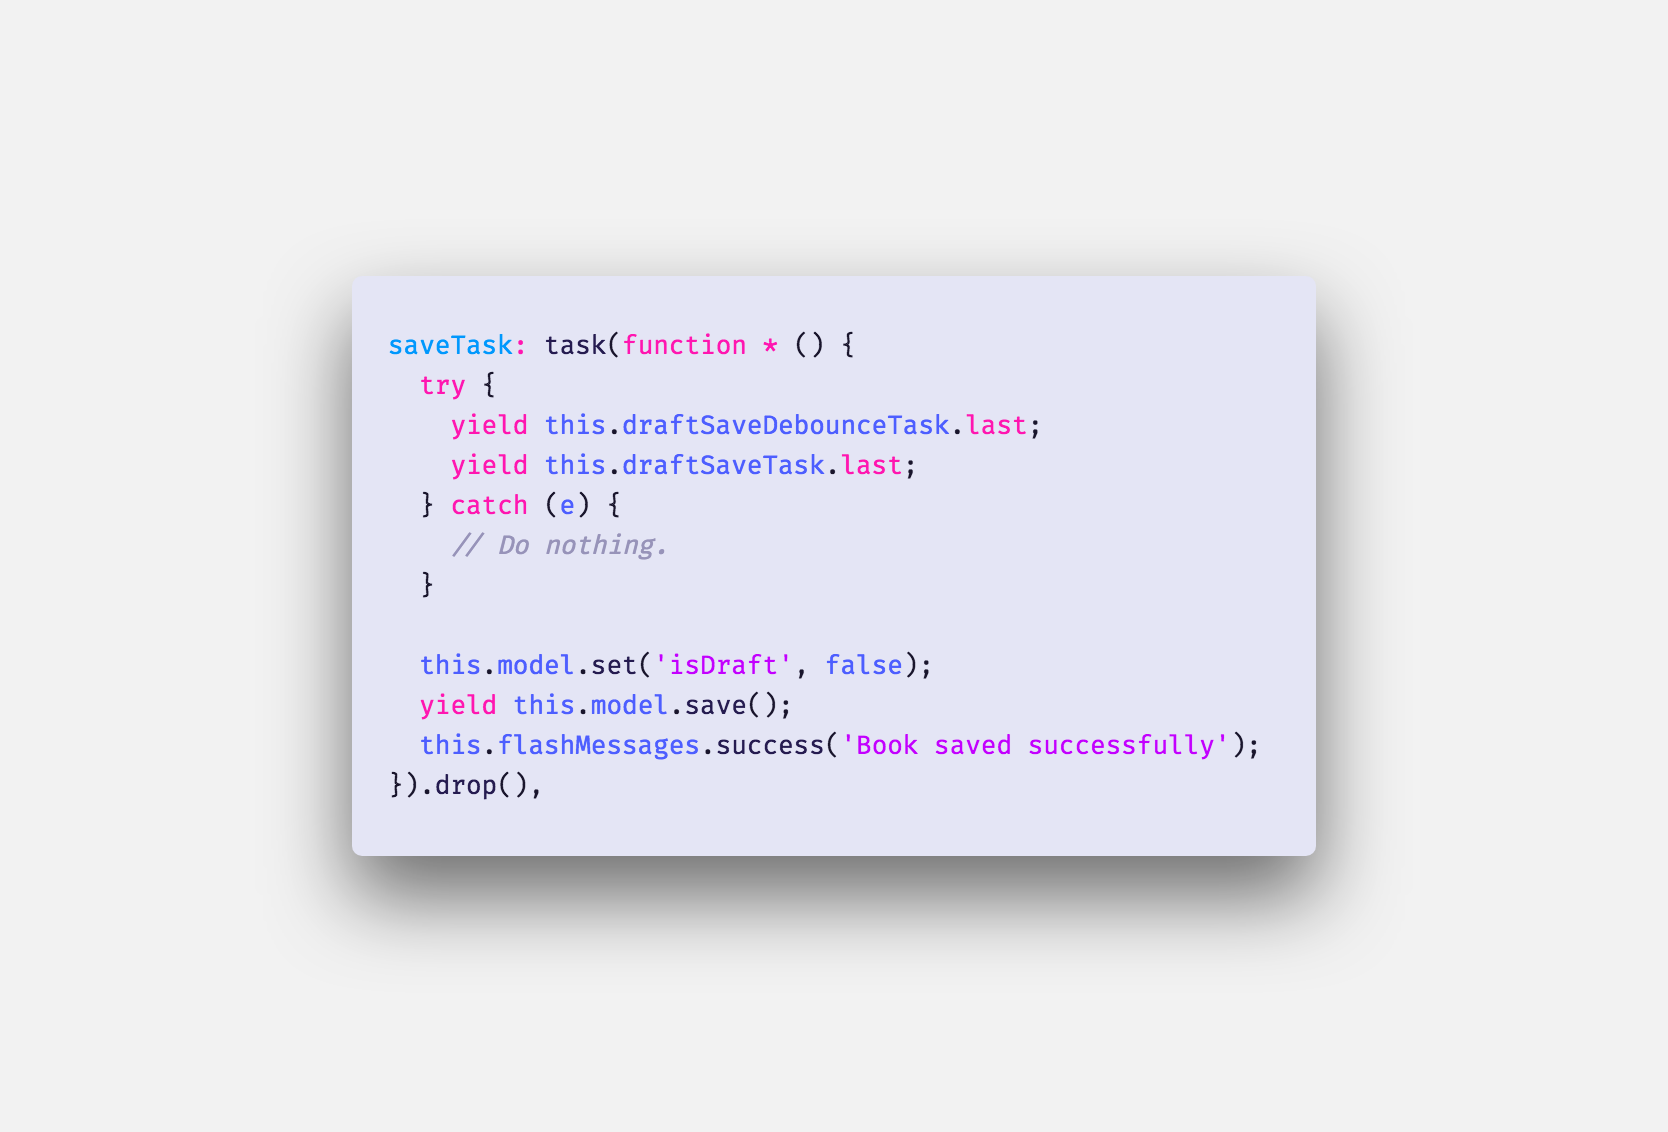 saveTask: task(function * () {
  try {
    yield this.draftSaveDebounceTask.last;
    yield this.draftSaveTask.last;
  } catch (e) {
    // Do nothing.
  }

  this.model.set('isDraft', false);
  yield this.model.save();
  this.flashMessages.success('Book saved successfully');
}).drop(),